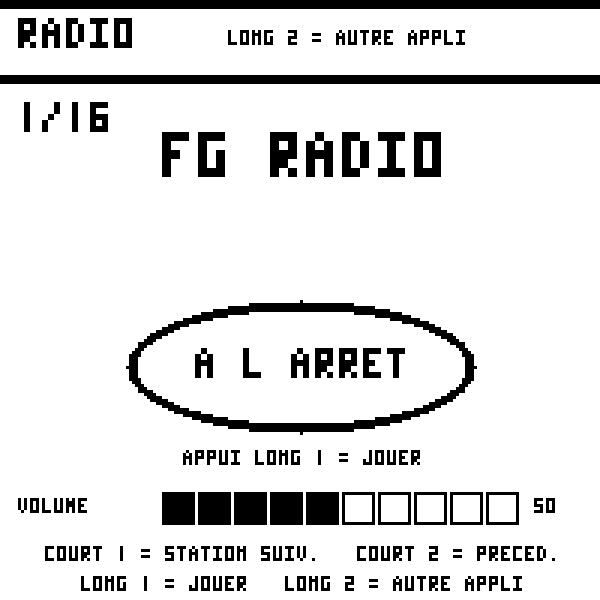 RADIO LONG 2 = AUTRE APPLI
1/16
FG RADIO
A L ARRET
APPUI LONG 1 = JOUER
VOLUME 50
COURT 1 = STATION SUIV. COURT 2 = PRECED.
LONG 1 = JOUER LONG 2 = AUTRE APPLI